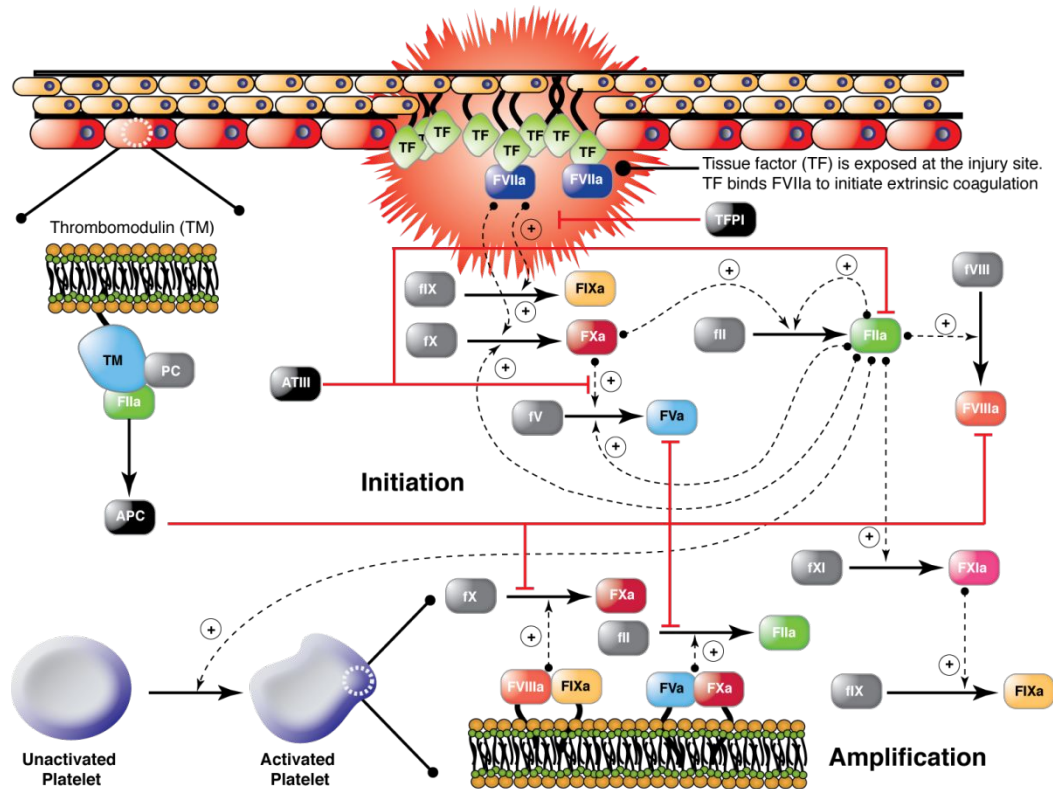 TF
TF
TF
TF
TF
TF
TF
TF
FVIIa
FVIIa
Tissue factor (TF) is exposed at the injury site.
TF binds FVIIa to initiate extrinsic coagulation
Thrombomodulin (TM)
TFPI
+
fIX
FIXa
+
+
fVIII
+
fX
FXa
fII
FIIa
+
TM
PC
FIIa
+
ATIII
+
fV
FVa
FVIIIa
+
Initiation
APC
+
fXI
FXIa
fX
FXa
+
fII
FIIa
+
+
+
FVIIIa
FIXa
FVa
FXa
fIX
FIXa
Unactivated
Platelet
Activated
Platelet
Amplification